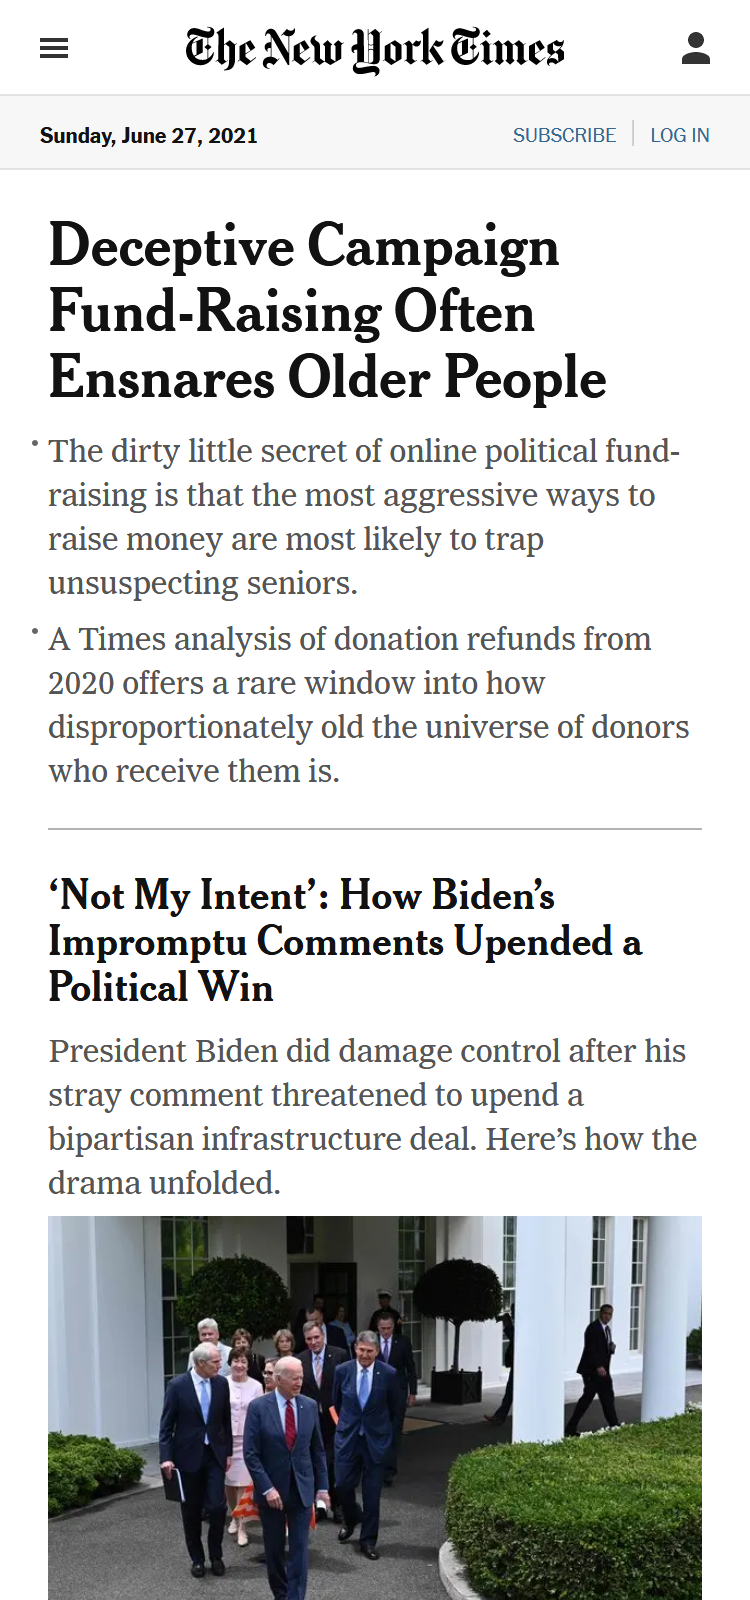 The New York Times
Sunday, June 27, 2021
SUBSCRIBE
LOG IN
Deceptive Campaign
Fund-Raising Often
Ensnares Older People
• The dirty little secret of online political fund-
raising is that the most aggressive ways to
raise money are most likely to trap
unsuspecting seniors.
• A Times analysis of donation refunds from
2020 offers a rare window into how
disproportionately old the universe of donors
who receive them is.
‘Not My Intent’: How Biden’s
Impromptu Comments Upended a
Political Win
President Biden did damage control after his
stray comment threatened to upend a
bipartisan infrastructure deal. Here’s how the
drama unfolded.